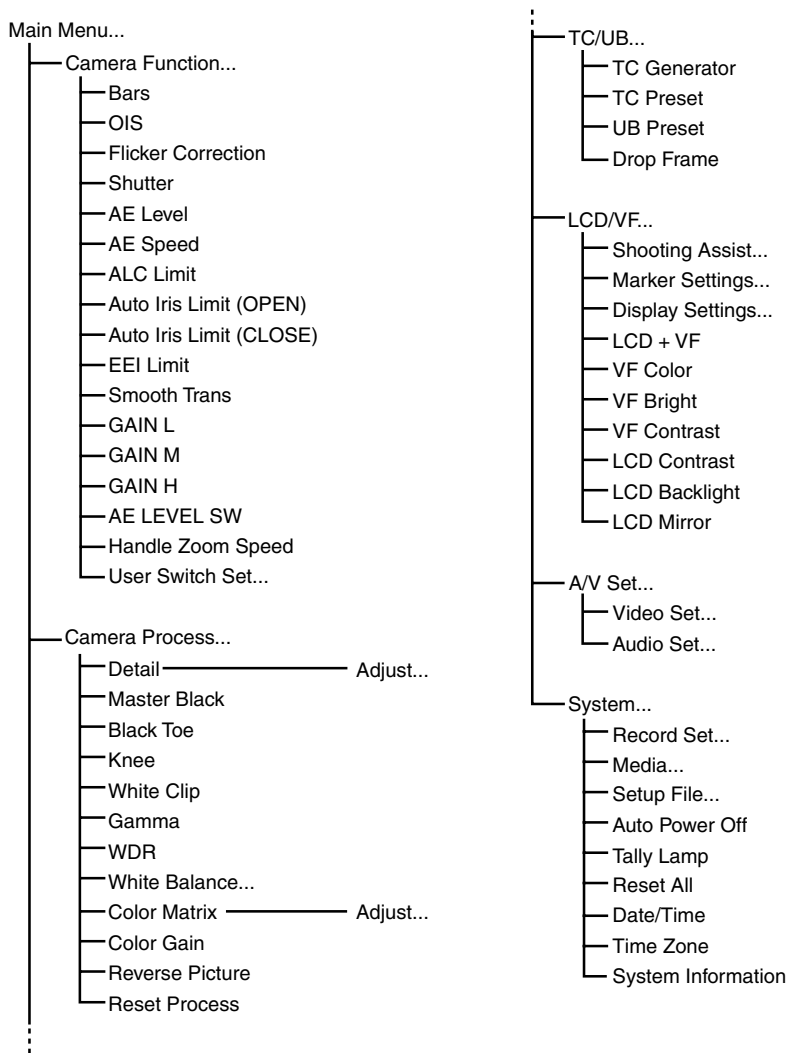 Main Menu...
Camera Function...
Bars
OIS
Flicker Correction
Shutter
AE Level
AE Speed
ALC Limit
Auto Iris Limit (OPEN)
Auto Iris Limit (CLOSE)
EEI Limit
Smooth Trans
GAIN L
GAIN M
GAIN H
AE LEVEL SW
Handle Zoom Speed
User Switch Set...
Camera Process...
Detail Adjust...
Master Black
Black Toe
Knee
White Clip
Gamma
WDR
White Balance...
Color Matrix Adjust...
Color Gain
Reverse Picture
Reset Process
TC/UB...
TC Generator
TC Preset
UB Preset
Drop Frame
LCD/VF...
Shooting Assist...
Marker Settings...
Display Settings...
LCD + VF
VF Color
VF Bright
VF Contrast
LCD Contrast
LCD Backlight
LCD Mirror
A/V Set...
Video Set...
Audio Set...
System...
Record Set...
Media...
Setup File...
Auto Power Off
Tally Lamp
Reset All
Date/Time
Time Zone
System Information